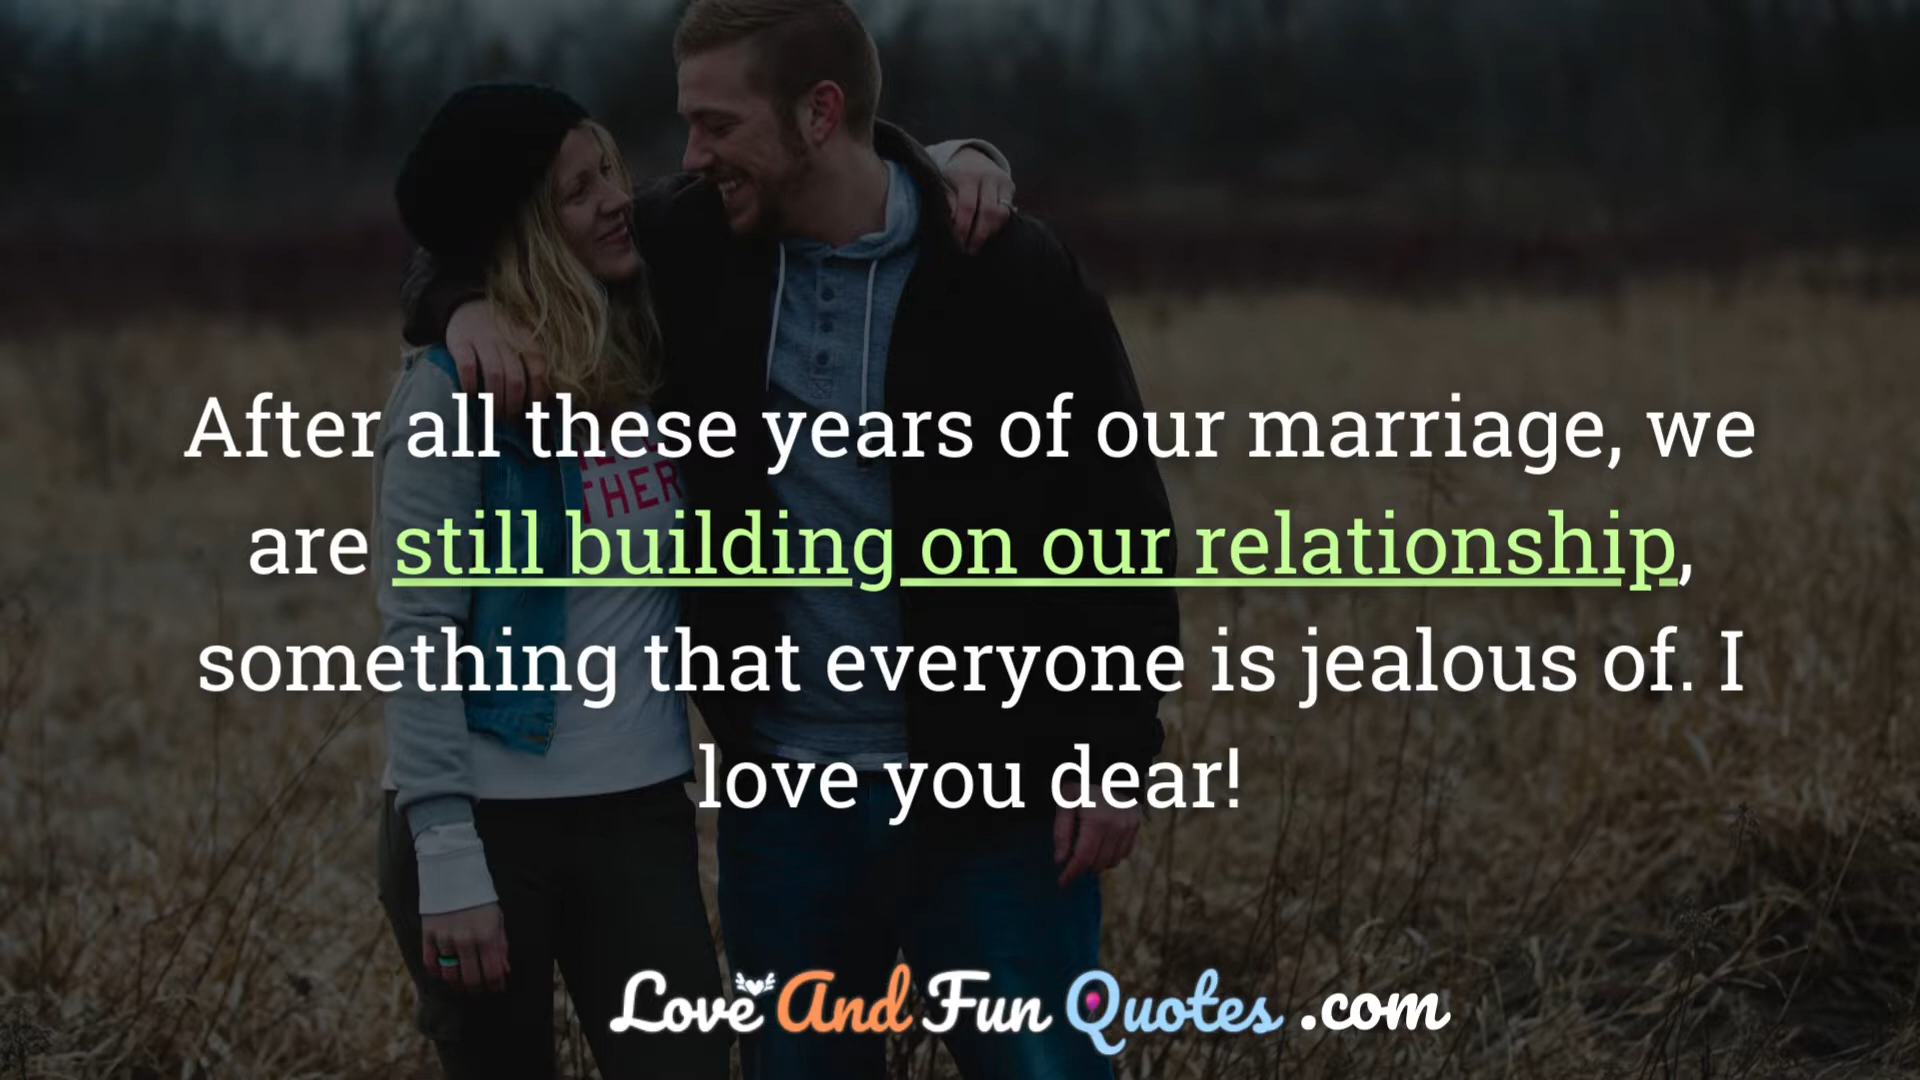 After all these years of our marriage, we
are still building on our relationship,
something that everyone is jealous of. I
love you dear!
THER
Love And Fun Quotes .com